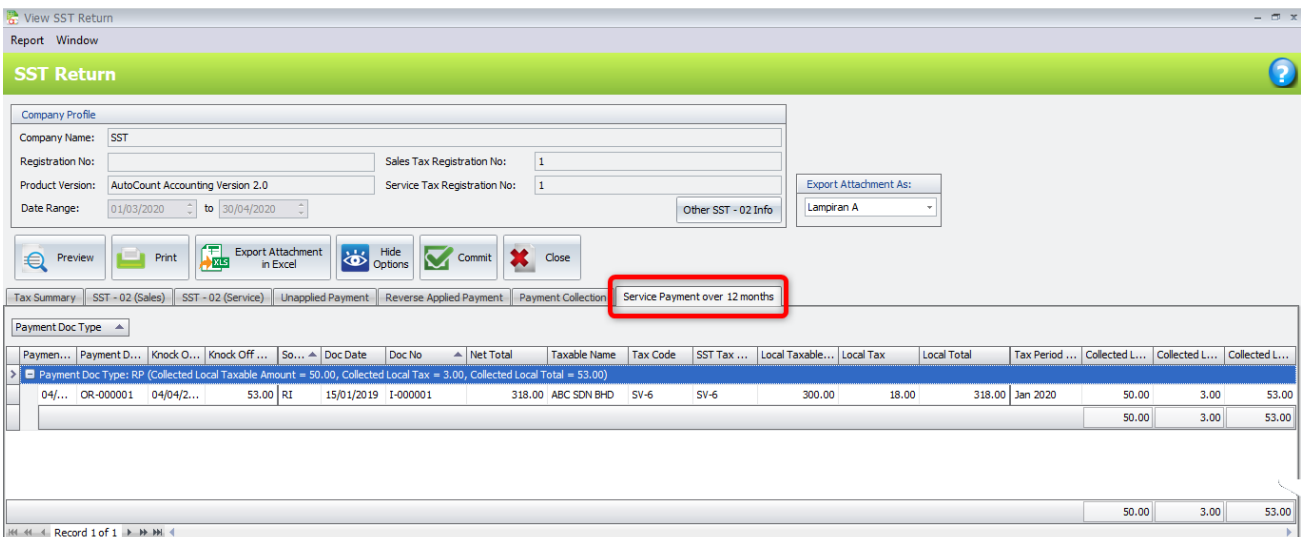 View SST Return
Report Window
SST Return
?
Company Profile
Company Name: SST
Registration No: Sales Tax Registration No: 1
Product Version: AutoCount Accounting Version 2.0 Service Tax Registration No: 1
Export Attachment As:
Date Range: 01/03/2020 to 30/04/2020 Other SST - 02 Info Lampiran A
Preview Print XLS Export Attachment in Excel Hide Options Commit Close
Tax Summary SST - 02 (Sales) SST - 02 (Service) Unapplied Payment Reverse Applied Payment Payment Collection Service Payment over 12 months
Payment Doc Type
Paymen... Payment D... Knock O... Knock Off ... So... Doc Date Doc No Net Total Taxable Name Tax Code SST Tax ... Local Taxable... Local Tax Local Total Tax Period ... Collected L... Collected L... Collected L...
Payment Doc Type: RP (Collected Local Taxable Amount = 50.00, Collected Local Tax = 3.00, Collected Local Total = 53.00)
04/... OR-000001 04/04/2... 53.00 RI 15/01/2019 I-000001 318.00 ABC SDN BHD SV-6 SV-6 300.00 18.00 318.00 Jan 2020 50.00 3.00 53.00
50.00 3.00 53.00
50.00 3.00 53.00
Record 1 of 1